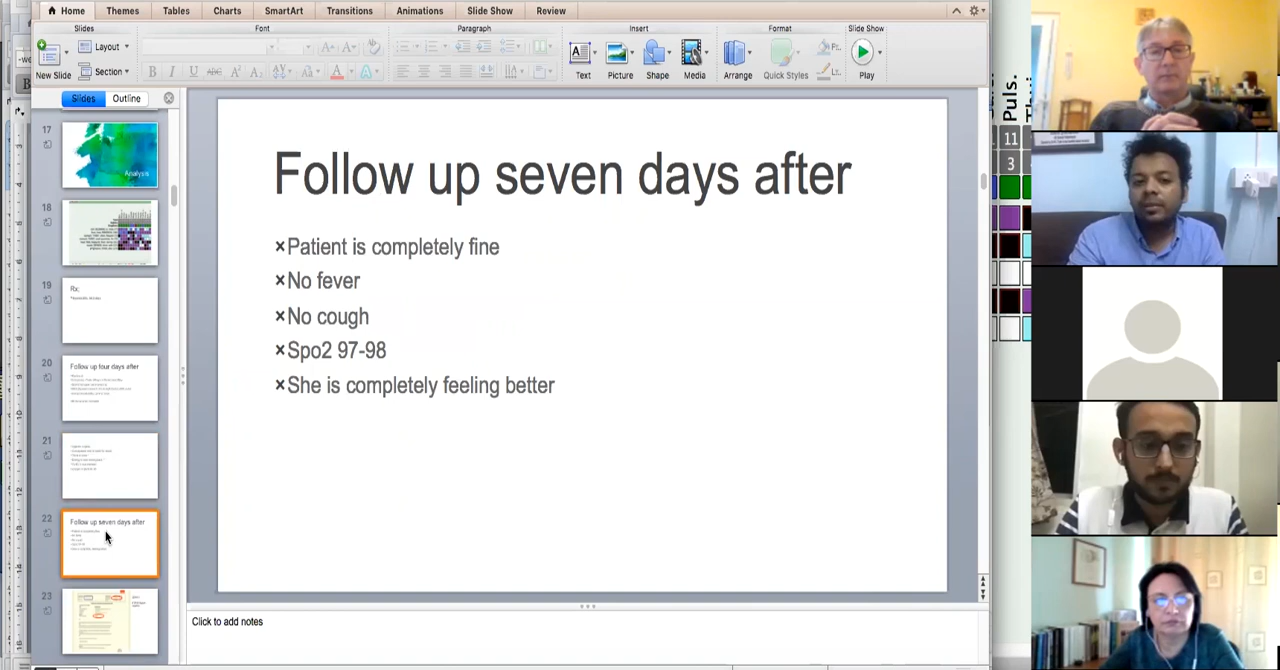 Home
Themes
Tables
Charts
SmartArt
Transitions
Animations
Slide Show
Review
Slides
Font
Paragraph
Insert
Format
Slide Show
New Slide
Layout
Section
B I U ABC A² A₂
Text
Picture
Shape
Media
Arrange
Quick Styles
Play
Slides
Outline
17
Analysis
18
19
Rx:
20
Follow up four days after
21
22
Follow up seven days after
23
Follow up seven days after
×Patient is completely fine
×No fever
×No cough
×Spo2 97-98
×She is completely feeling better
Click to add notes
Puls.
11
3